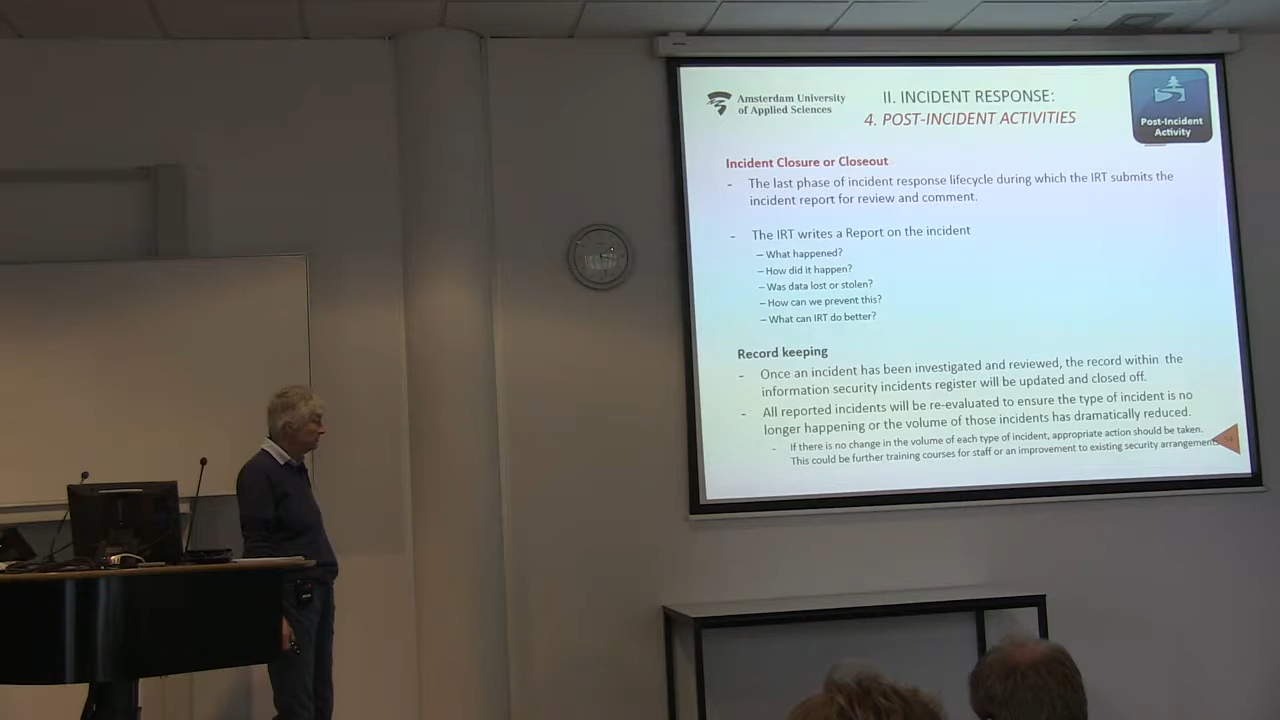 Amsterdam University
of Applied Sciences
II. INCIDENT RESPONSE:
4. POST-INCIDENT ACTIVITIES
Post-Incident
Activity
Incident Closure or Closeout
- The last phase of incident response lifecycle during which the IRT submits the
incident report for review and comment.
- The IRT writes a Report on the incident
– What happened?
– How did it happen?
– Was data lost or stolen?
– How can we prevent this?
– What can IRT do better?
Record keeping
- Once an incident has been investigated and reviewed, the record within the
information security incidents register will be updated and closed off.
- All reported incidents will be re-evaluated to ensure the type of incident is no
longer happening or the volume of those incidents has dramatically reduced.
- If there is no change in the volume of each type of incident, appropriate action should be taken.
This could be further training courses for staff or an improvement to existing security arrangements